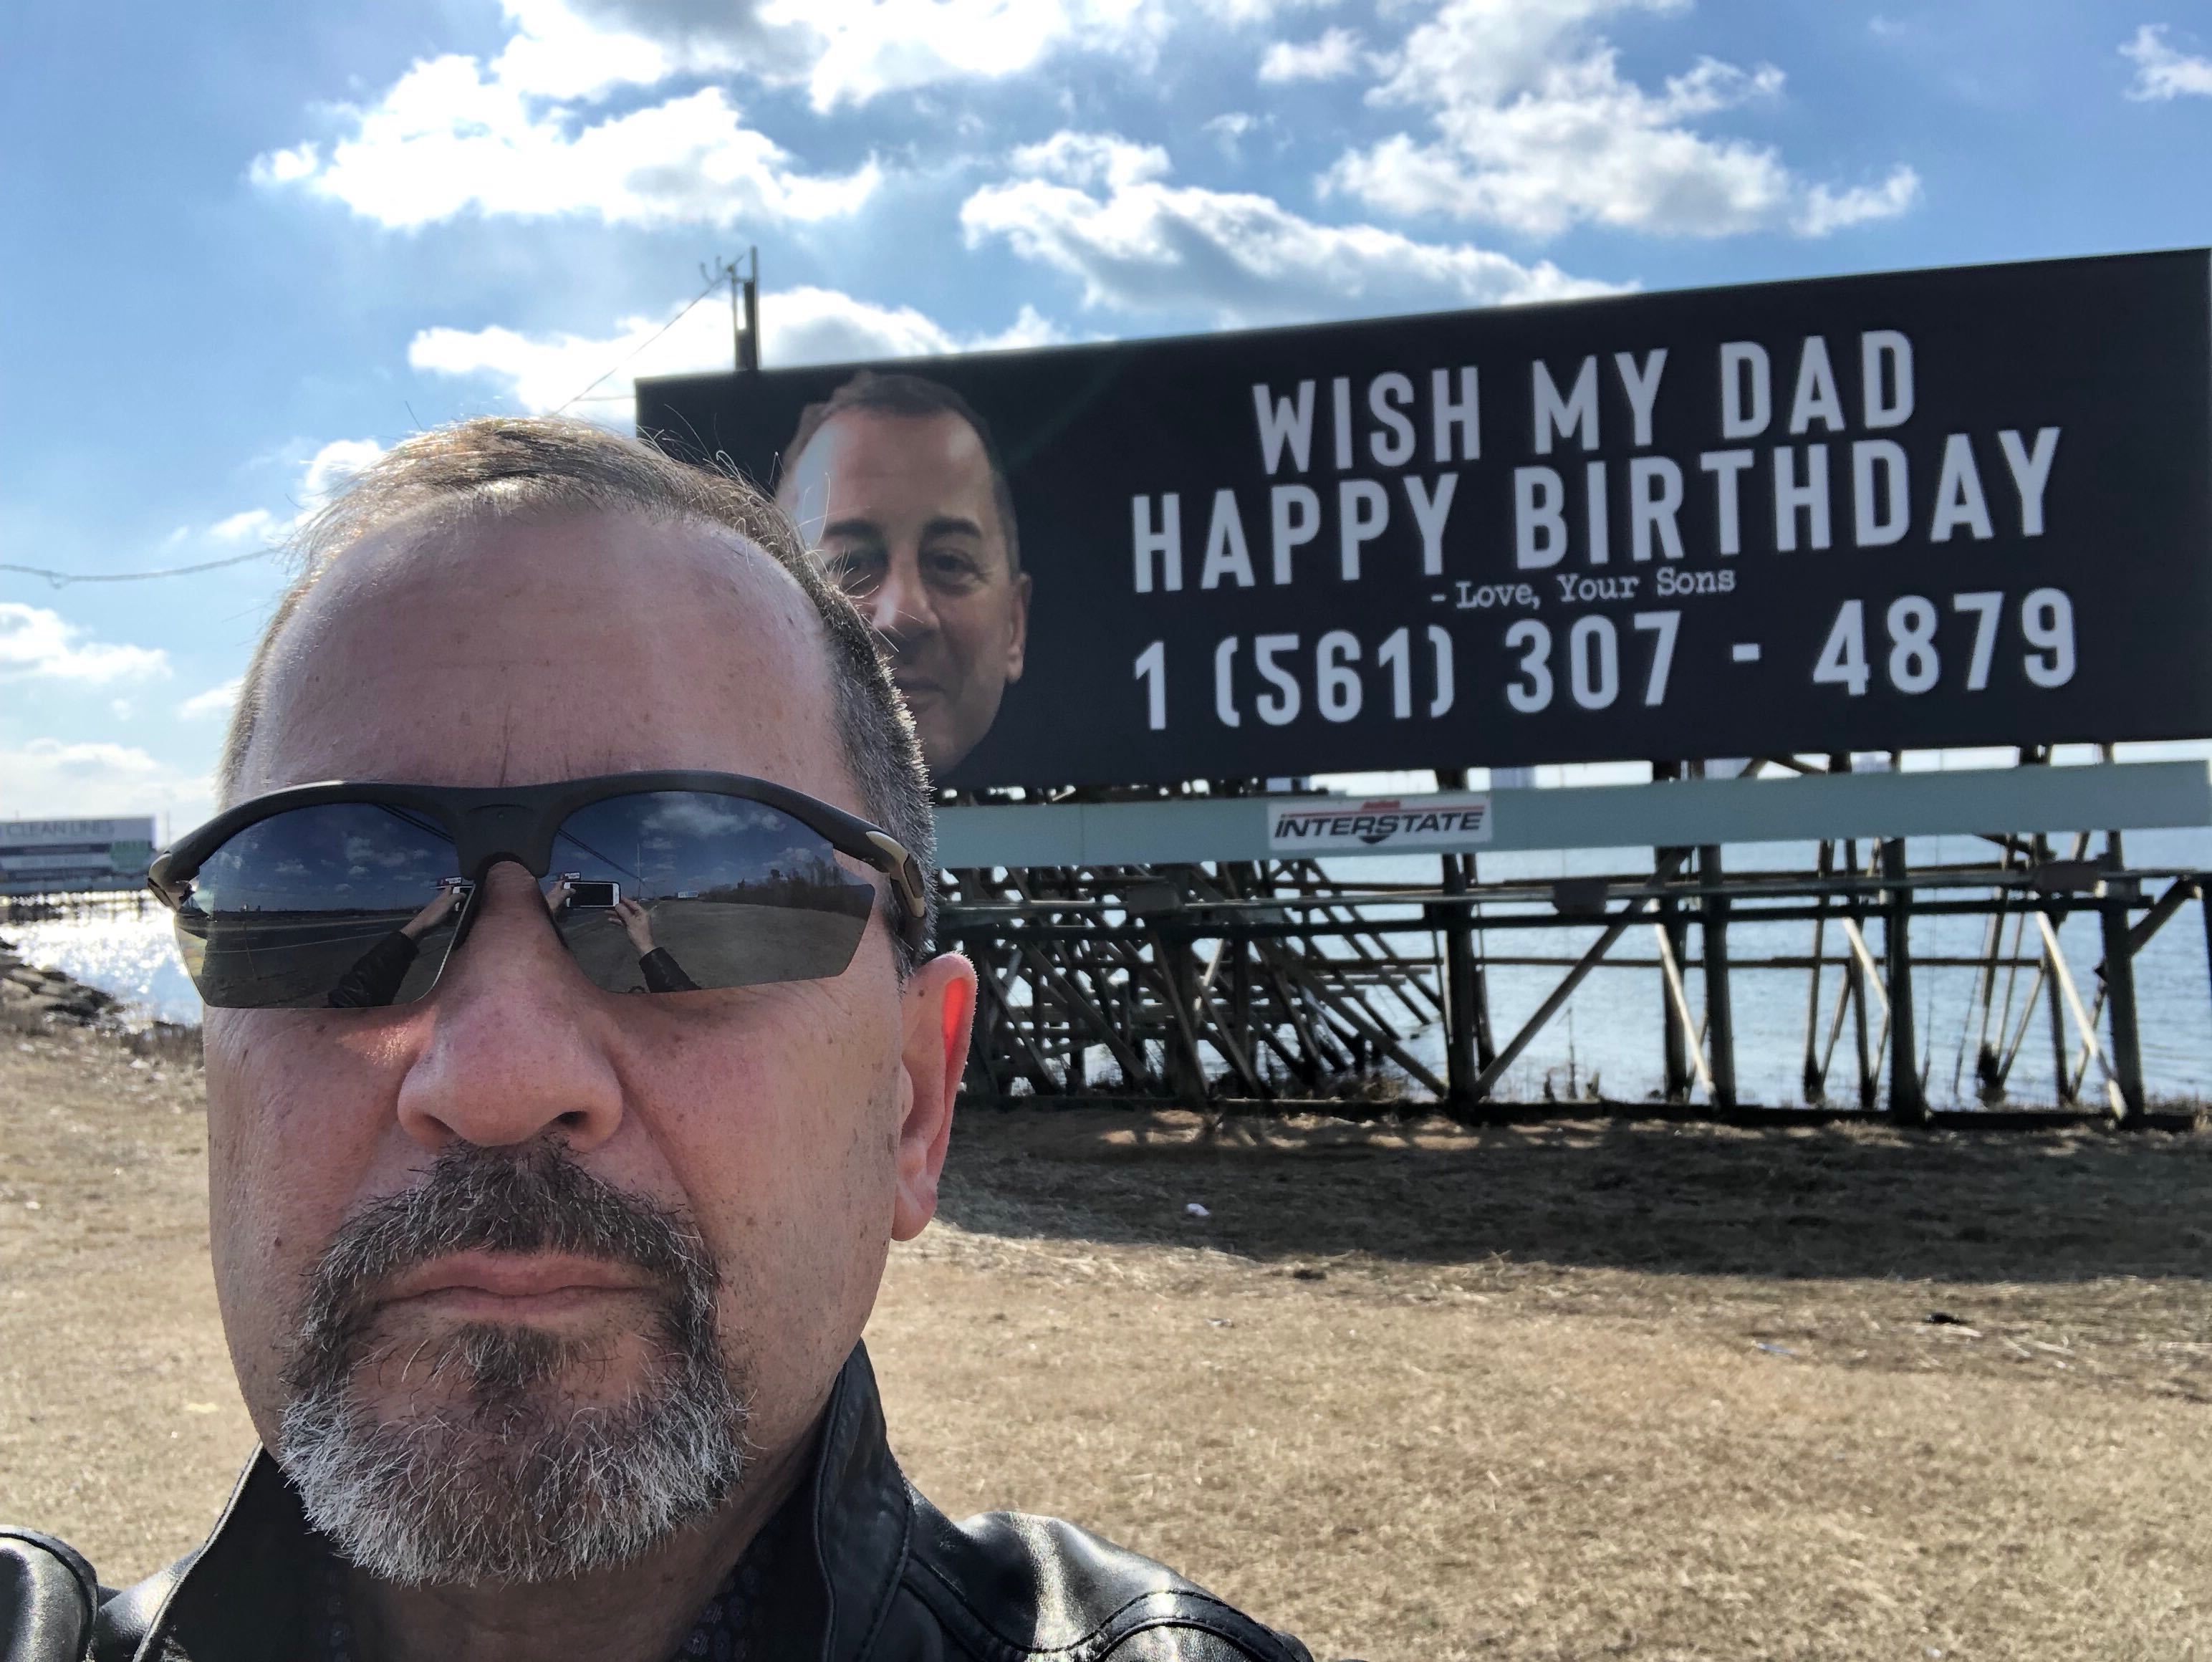 WISH MY DAD
HAPPY BIRTHDAY
- Love, Your Sons
1 (561) 307 - 4879
INTERSTATE
CLEAN LINES